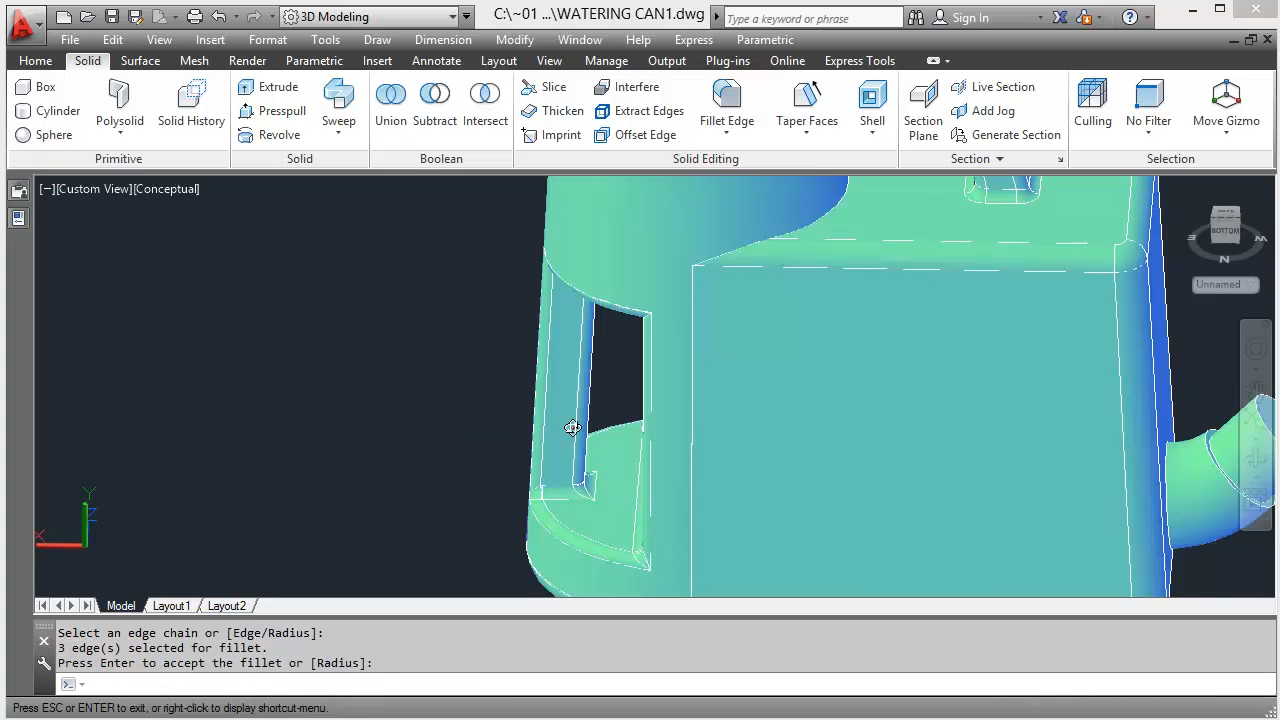 3D Modeling
C:\~01 ...\WATERING CAN1.dwg
Type a keyword or phrase
Sign In
File Edit View Insert Format Tools Draw Dimension Modify Window Help Express Parametric
Home Solid Surface Mesh Render Parametric Insert Annotate Layout View Manage Output Plug-ins Online Express Tools
Box
Cylinder
Sphere
Polysolid
Solid History
Primitive
Extrude
Presspull
Revolve
Sweep
Solid
Union
Subtract
Intersect
Boolean
Slice
Thicken
Imprint
Interfere
Extract Edges
Offset Edge
Fillet Edge
Taper Faces
Shell
Solid Editing
Section
Plane
Live Section
Add Jog
Generate Section
Section
Culling
No Filter
Move Gizmo
Selection
[−][Custom View][Conceptual]
BOTTOM
N
Unnamed
X
Y
Z
Model Layout1 Layout2
Select an edge chain or [Edge/Radius]:
3 edge(s) selected for fillet.
Press Enter to accept the fillet or [Radius]:
Press ESC or ENTER to exit, or right-click to display shortcut-menu.